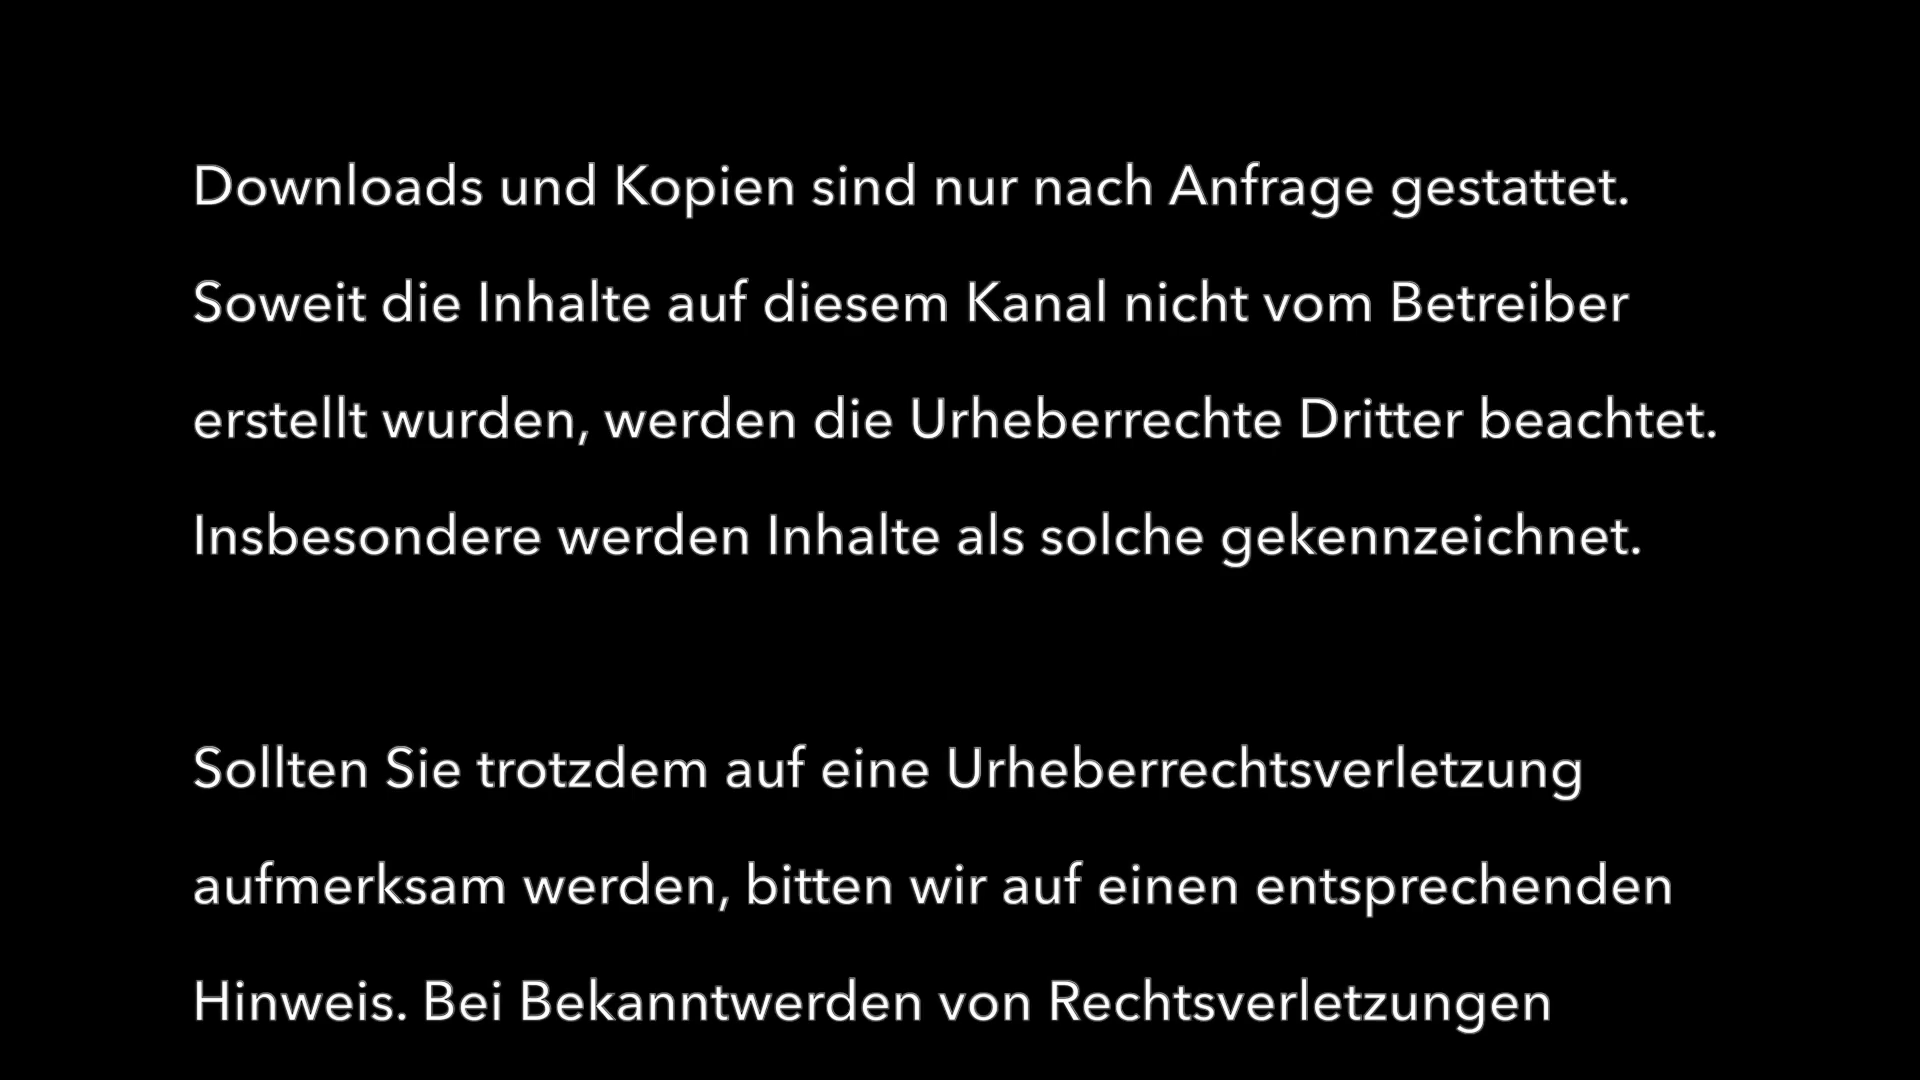 Downloads und Kopien sind nur nach Anfrage gestattet.
Soweit die Inhalte auf diesem Kanal nicht vom Betreiber
erstellt wurden, werden die Urheberrechte Dritter beachtet.
Insbesondere werden Inhalte als solche gekennzeichnet.
Sollten Sie trotzdem auf eine Urheberrechtsverletzung
aufmerksam werden, bitten wir auf einen entsprechenden
Hinweis. Bei Bekanntwerden von Rechtsverletzungen